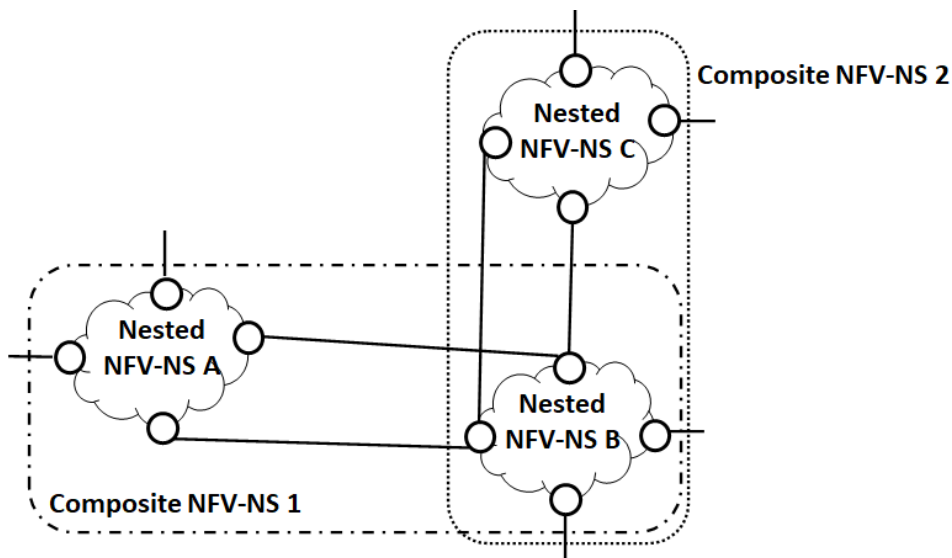 Composite NFV-NS 2
Nested
NFV-NS C
Nested
NFV-NS A
Nested
NFV-NS B
Composite NFV-NS 1